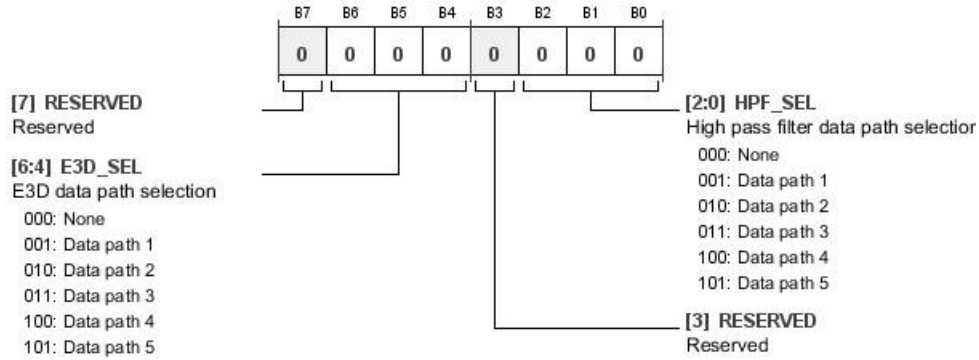 B7 B6 B5 B4 B3 B2 B1 B0
0 0 0 0 0 0 0 0
[7] RESERVED
Reserved
[6:4] E3D_SEL
E3D data path selection
000: None
001: Data path 1
010: Data path 2
011: Data path 3
100: Data path 4
101: Data path 5
[2:0] HPF_SEL
High pass filter data path selection
000: None
001: Data path 1
010: Data path 2
011: Data path 3
100: Data path 4
101: Data path 5
[3] RESERVED
Reserved